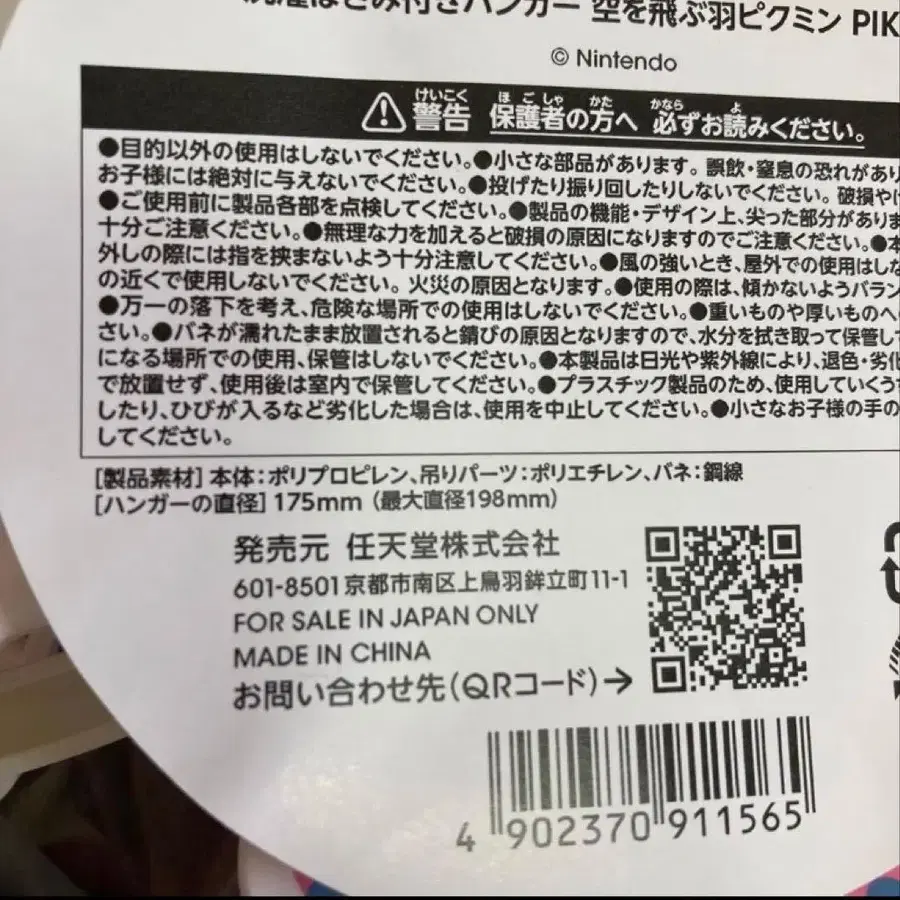 洗濯ばさみ付きハンガー 空を飛ぶ羽ピクミン PIK
© Nintendo
警告 保護者の方へ 必ずお読みください。
●目的以外の使用はしないでください。●小さな部品があります。誤飲・窒息の恐れがあり
お子様には絶対に与えないでください。●投げたり振り回したりしないでください。破損やけ
●ご使用前に製品各部を点検してください。●製品の機能・デザイン上、尖った部分がありま
十分ご注意ください。●無理な力を加えると破損の原因になりますのでご注意ください。●本
外しの際には指を挟まないよう十分注意してください。●風の強いとき、屋外での使用はしな
の近くで使用しないでください。火災の原因となります。●使用の際は、傾かないようバラン
●万一の落下を考え、危険な場所での使用はしないでください。●重いものや厚いものへの
さい。●バネが濡れたまま放置されると錆びの原因となりますので、水分を拭き取って保管して
になる場所での使用、保管はしないでください。●本製品は日光や紫外線により、退色・劣化
で放置せず、使用後は室内で保管してください。●プラスチック製品のため、使用していくうち
したり、ひびが入るなど劣化した場合は、使用を中止してください。●小さなお子様の手の
してください。
[製品素材] 本体：ポリプロピレン、吊りパーツ：ポリエチレン、バネ：鋼線
[ハンガーの直径] 175mm（最大直径198mm）
発売元 任天堂株式会社
601-8501京都市南区上鳥羽鉾立町11-1
FOR SALE IN JAPAN ONLY
MADE IN CHINA
お問い合わせ先（QRコード）→
4 902370 911565